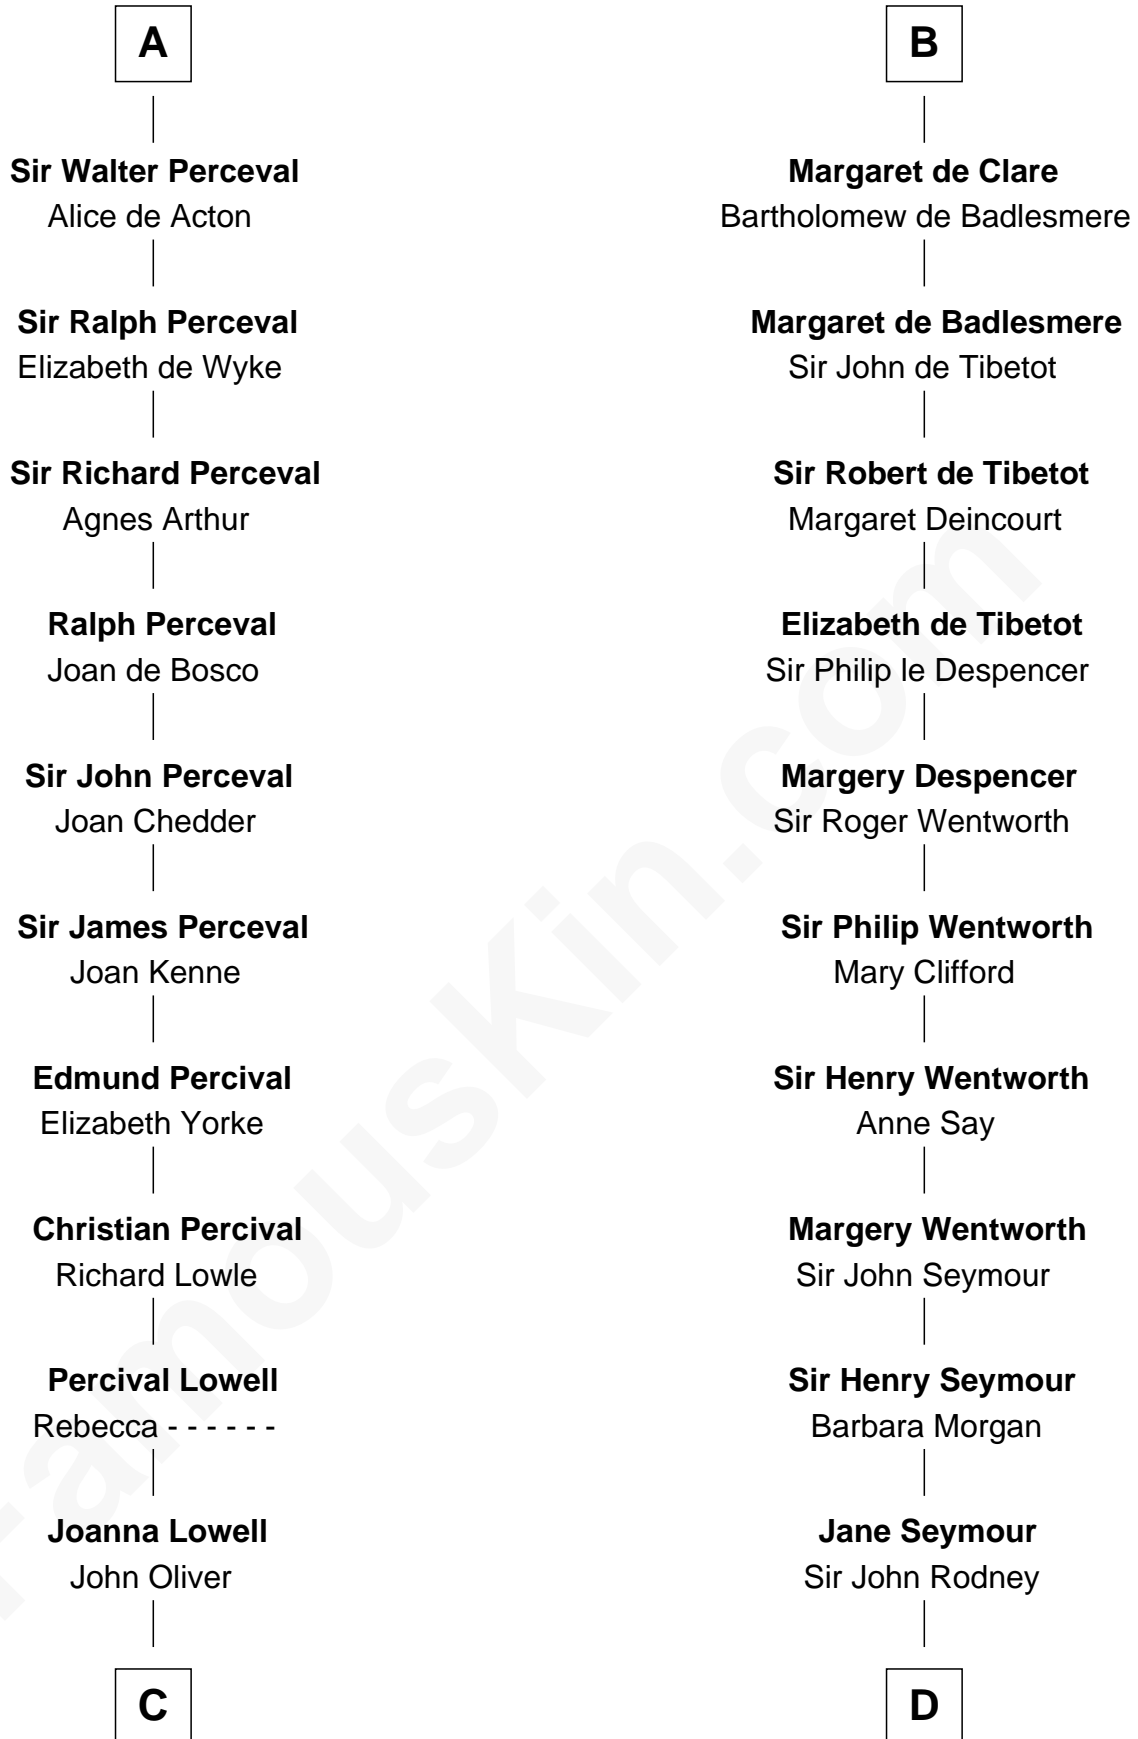 A
Sir Walter Perceval
Alice de Acton
Sir Ralph Perceval
Elizabeth de Wyke
Sir Richard Perceval
Agnes Arthur
Ralph Perceval
Joan de Bosco
Sir John Perceval
Joan Chedder
Sir James Perceval
Joan Kenne
Edmund Percival
Elizabeth Yorke
Christian Percival
Richard Lowle
Percival Lowell
Rebecca - - - - - -
Joanna Lowell
John Oliver
C
B
Margaret de Clare
Bartholomew de Badlesmere
Margaret de Badlesmere
Sir John de Tibetot
Sir Robert de Tibetot
Margaret Deincourt
Elizabeth de Tibetot
Sir Philip le Despencer
Margery Despencer
Sir Roger Wentworth
Sir Philip Wentworth
Mary Clifford
Sir Henry Wentworth
Anne Say
Margery Wentworth
Sir John Seymour
Sir Henry Seymour
Barbara Morgan
Jane Seymour
Sir John Rodney
D
FamousKin.com